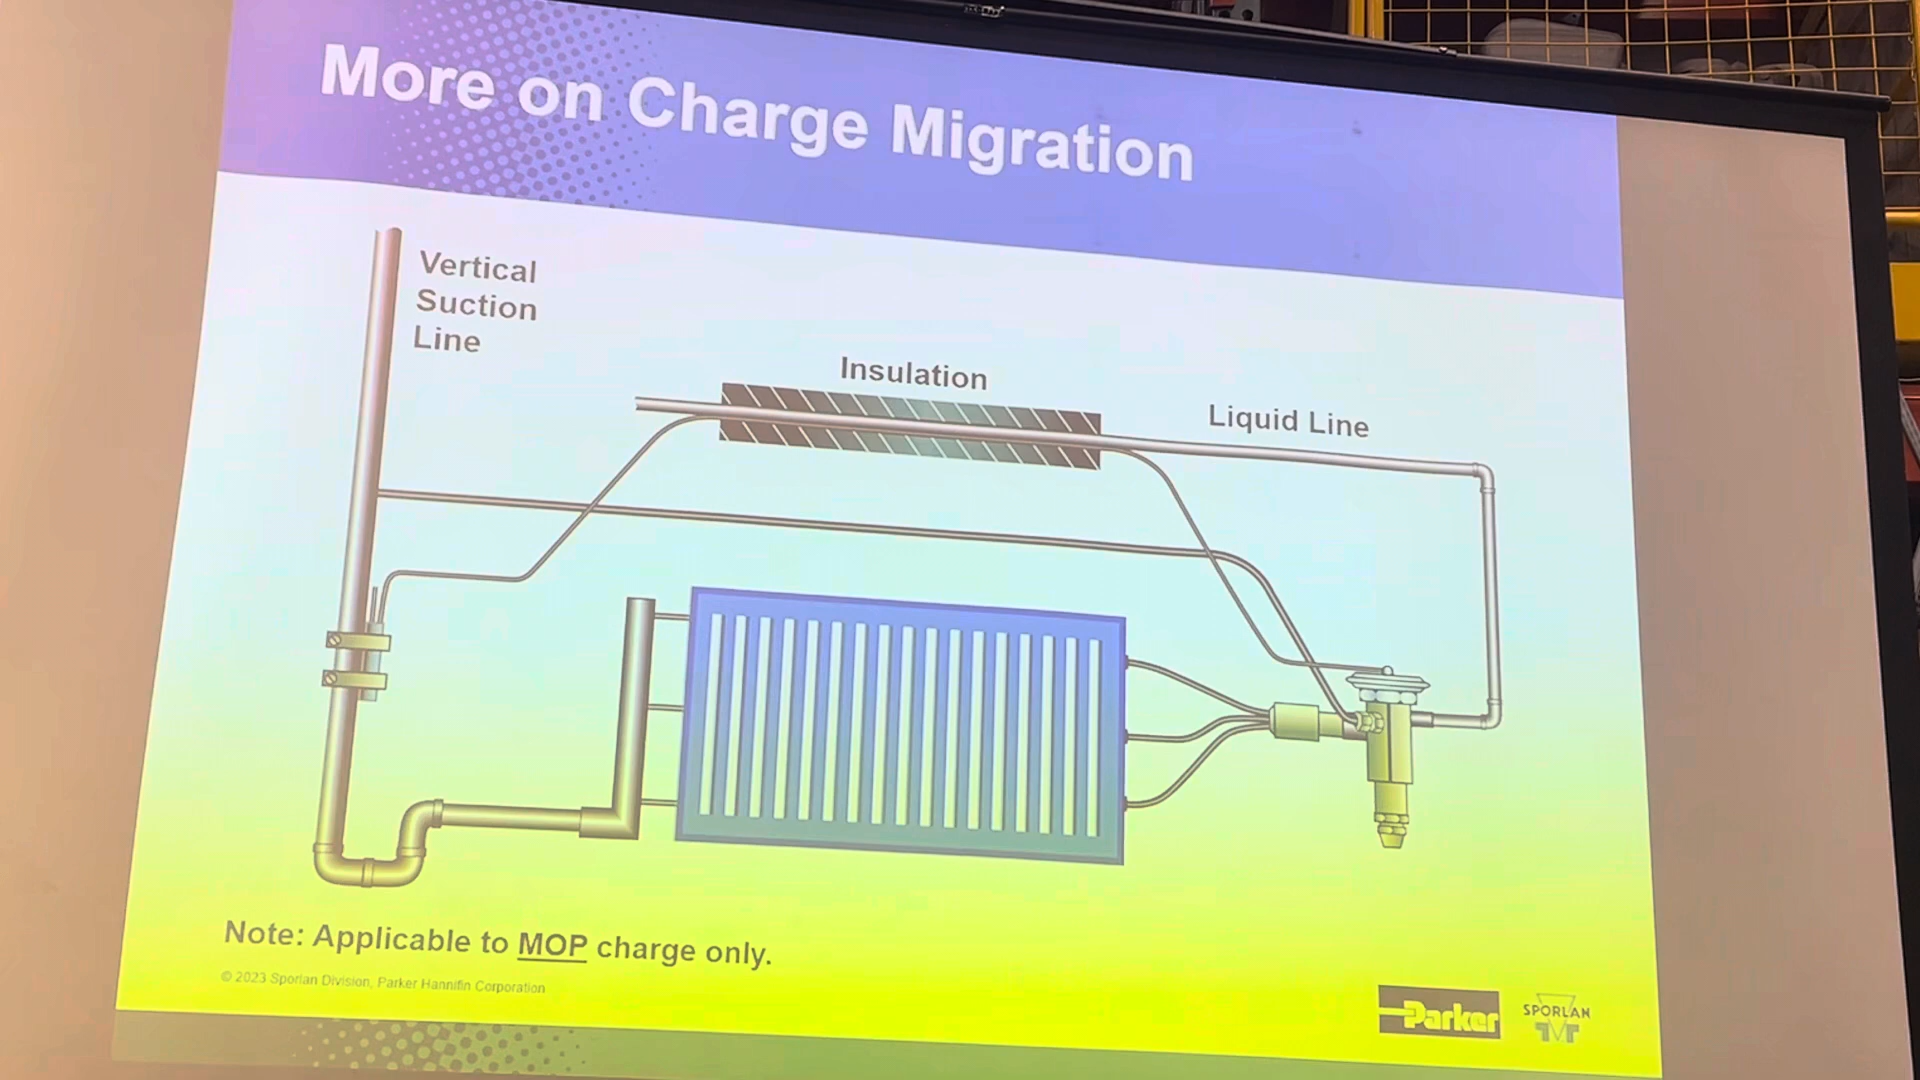 More on Charge Migration
Vertical
Suction
Line
Insulation
Liquid Line
Note: Applicable to MOP charge only.
© 2023 Sporlan Division, Parker Hannifin Corporation
Parker
SPORLAN